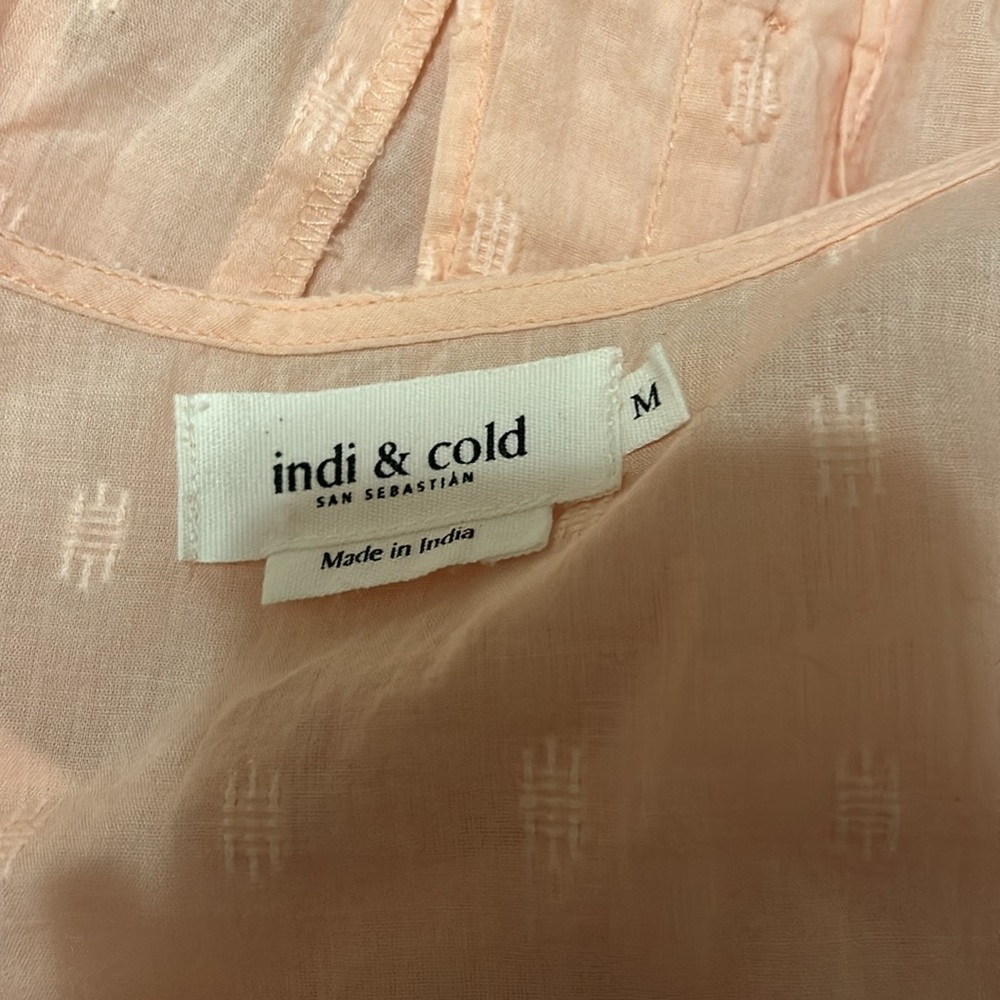 indi & cold
SAN SEBASTIÁN
Made in India
M